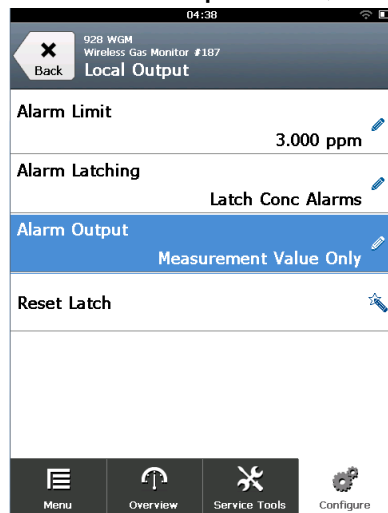 04:38
928 WGM
Wireless Gas Monitor #187
Back
Local Output
Alarm Limit
3.000 ppm
Alarm Latching
Latch Conc Alarms
Alarm Output
Measurement Value Only
Reset Latch
Menu
Overview
Service Tools
Configure